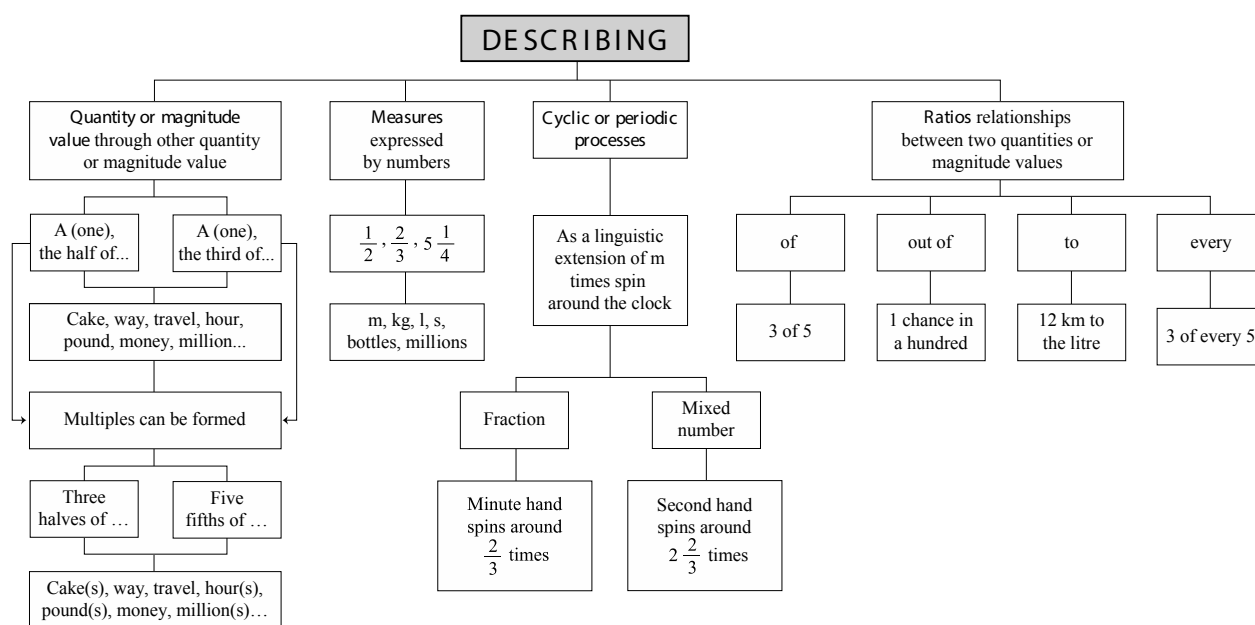 DESCRIBING
Quantity or magnitude
value through other quantity
or magnitude value
A (one),
the half of...
A (one),
the third of...
Cake, way, travel, hour,
pound, money, million...
Multiples can be formed
Three
halves of …
Five
fifths of …
Cake(s), way, travel, hour(s),
pound(s), money, million(s)…
Measures
expressed
by numbers
1/2 , 2/3 , 5 1/4
m, kg, l, s,
bottles, millions
Cyclic or periodic
processes
As a linguistic
extension of m
times spin
around the clock
Fraction
Minute hand
spins around
2/3 times
Mixed
number
Second hand
spins around
2 2/3 times
Ratios relationships
between two quantities or
magnitude values
of
3 of 5
out of
1 chance in
a hundred
to
12 km to
the litre
every
3 of every 5